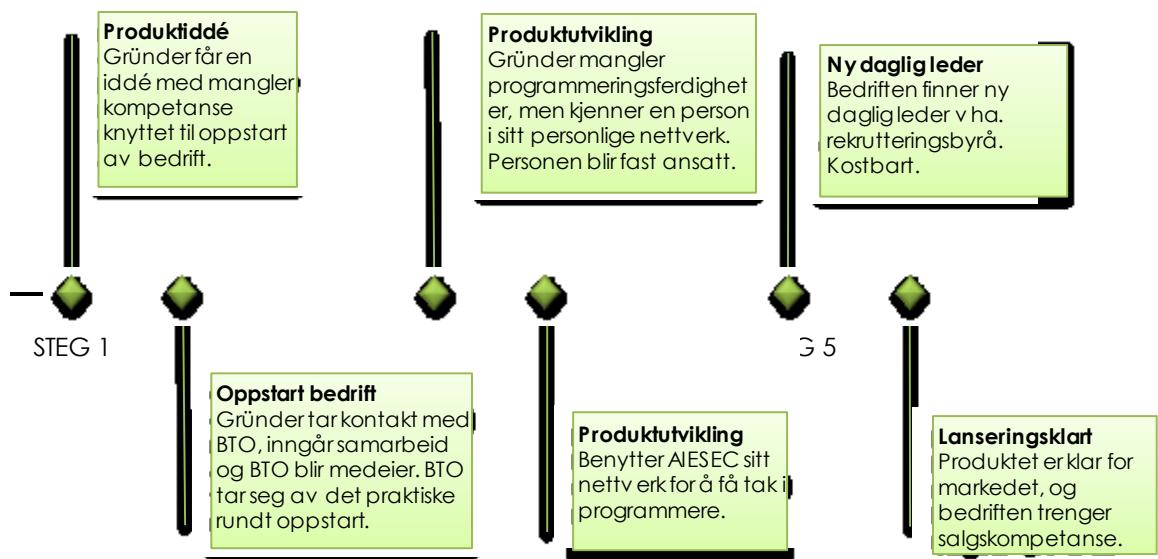 Produktiddé
Gründer får en
iddé med mangler
kompetanse
knyttet til oppstart
av bedrift.
Produktutvikling
Gründer mangler
programmeringsferdighet
er, men kjenner en person
i sitt personlige nettverk.
Personen blir fast ansatt.
Ny daglig leder
Bedriften finner ny
daglig leder v ha.
rekrutteringsbyrå.
Kostbart.
STEG 1
G 5
Oppstart bedrift
Gründer tar kontakt med
BTO, inngår samarbeid
og BTO blir medeier. BTO
tar seg av det praktiske
rundt oppstart.
Produktutvikling
Benytter AIESEC sitt
nettverk for å få tak i
programmere.
Lanseringsklart
Produktet er klar for
markedet, og
bedriften trenger
salgskompetanse.